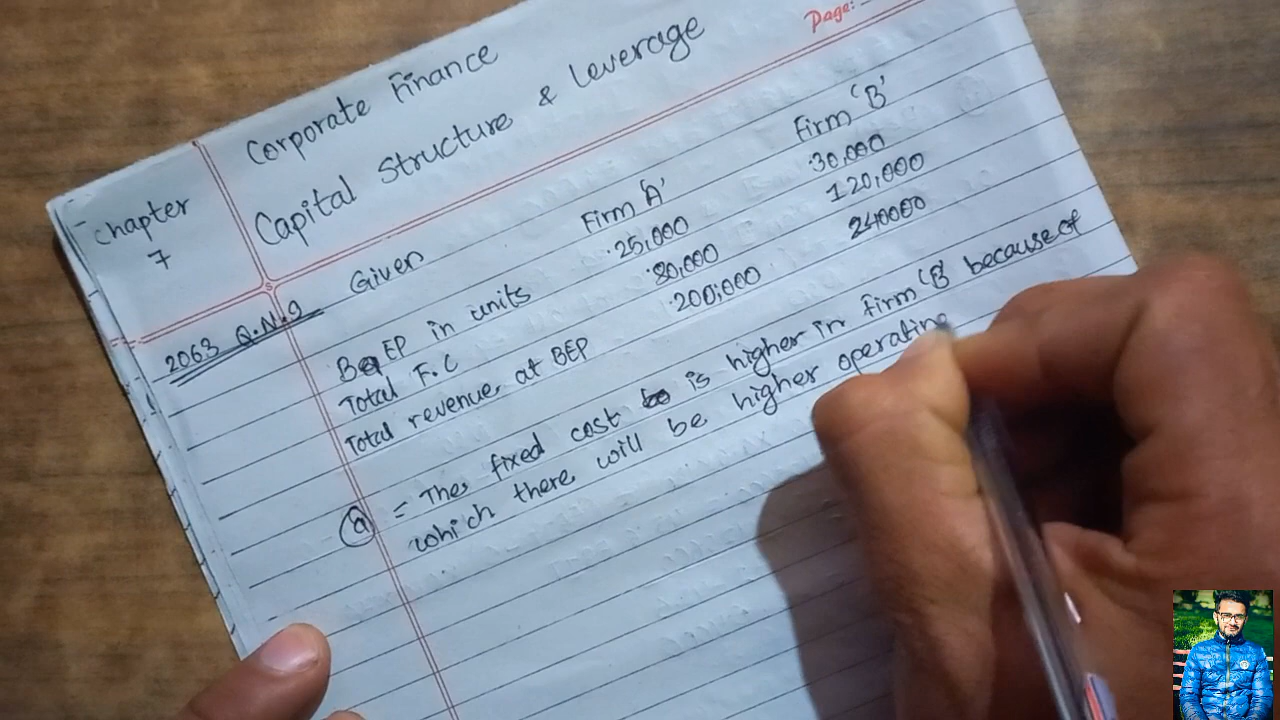 Page:
Corporate Finance
Chapter 7
Capital Structure & Leverage
2063 Q.N.9
Given Firm 'A' Firm 'B'
BEP in units 25,000 30,000
Total F.C 80,000 120,000
Total revenue at BEP 200,000 240000
(a) = The fixed cost is higher in firm 'B' because of
which there will be higher operating